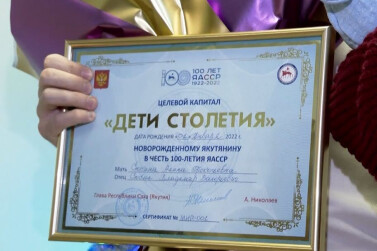 100 ЛЕТ
ЯАССР
1922-2022
ЦЕЛЕВОЙ КАПИТАЛ
«ДЕТИ СТОЛЕТИЯ»
ДАТА РОЖДЕНИЯ 2022 г.
НОВОРОЖДЕННОМУ ЯКУТЯНИНУ
В ЧЕСТЬ 100-ЛЕТИЯ ЯАССР
Мать
Отец
Глава Республики Саха (Якутия) А. Николаев
СЕРТИФИКАТ №